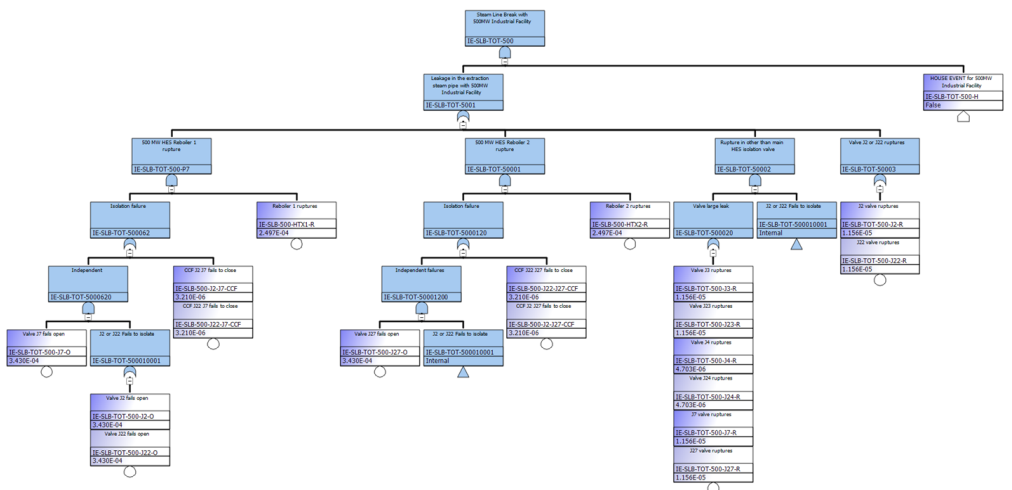 Steam Line Break with
500MW Industrial Facility
IE-SLB-TOT-500
Leakage in the extraction
steam pipe with 500MW
Industrial Facility
IE-SLB-TOT-5001
HOUSE EVENT for 500MW
Industrial Facility
IE-SLB-TOT-500-H
False
500 MW HES Reboiler 1
rupture
IE-SLB-TOT-500-P7
500 MW HES Reboiler 2
rupture
IE-SLB-TOT-50001
Rupture in other than main
HES isolation valve
IE-SLB-TOT-50002
Valve J2 or J22 ruptures
IE-SLB-TOT-50003
Isolation failure
IE-SLB-TOT-500062
Reboiler 1 ruptures
IE-SLB-500-HTX1-R
2.497E-04
Isolation failure
IE-SLB-TOT-5000120
Reboiler 2 ruptures
IE-SLB-500-HTX2-R
2.497E-04
Valve large leak
IE-SLB-TOT-500020
J2 or J22 Fails to isolate
IE-SLB-TOT-500010001
Internal
J2 valve ruptures
IE-SLB-TOT-500-J2-R
1.156E-05
J22 valve ruptures
IE-SLB-TOT-500-J22-R
1.156E-05
Independent
IE-SLB-TOT-5000620
CCF J2 J7 fails to close
IE-SLB-500-J2-J7-CCF
3.210E-06
CCF J22 J7 fails to close
IE-SLB-500-J22-J7-CCF
3.210E-06
Independent failures
IE-SLB-TOT-50001200
CCF J22 J27 fails to close
IE-SLB-500-J22-J27-CCF
3.210E-06
CCF J2 J27 fails to close
IE-SLB-500-J2-J27-CCF
3.210E-06
Valve J3 ruptures
IE-SLB-TOT-500-J3-R
1.156E-05
Valve J23 ruptures
IE-SLB-TOT-500-J23-R
1.156E-05
Valve J4 ruptures
IE-SLB-TOT-500-J4-R
4.703E-06
Valve J24 ruptures
IE-SLB-TOT-500-J24-R
4.703E-06
J7 valve ruptures
IE-SLB-TOT-500-J7-R
1.156E-05
J27 valve ruptures
IE-SLB-TOT-500-J27-R
1.156E-05
Valve J7 fails open
IE-SLB-TOT-500-J7-O
3.430E-04
J2 or J22 Fails to isolate
IE-SLB-TOT-500010001
Valve J27 fails open
IE-SLB-TOT-500-J27-O
3.430E-04
J2 or J22 Fails to isolate
IE-SLB-TOT-500010001
Internal
Valve J2 fails open
IE-SLB-TOT-500-J2-O
3.430E-04
Valve J22 fails open
IE-SLB-TOT-500-J22-O
3.430E-04